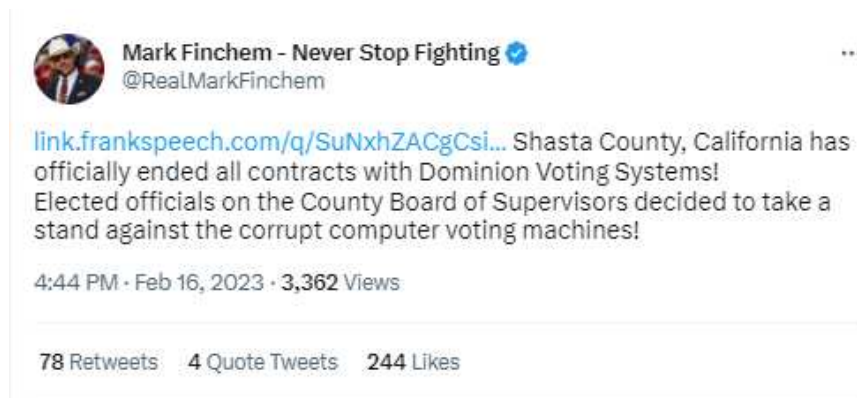 Mark Finchem - Never Stop Fighting
@RealMarkFinchem
link.frankspeech.com/q/SuNxhZACgCsi... Shasta County, California has
officially ended all contracts with Dominion Voting Systems!
Elected officials on the County Board of Supervisors decided to take a
stand against the corrupt computer voting machines!
4:44 PM · Feb 16, 2023 · 3,362 Views
78 Retweets 4 Quote Tweets 244 Likes